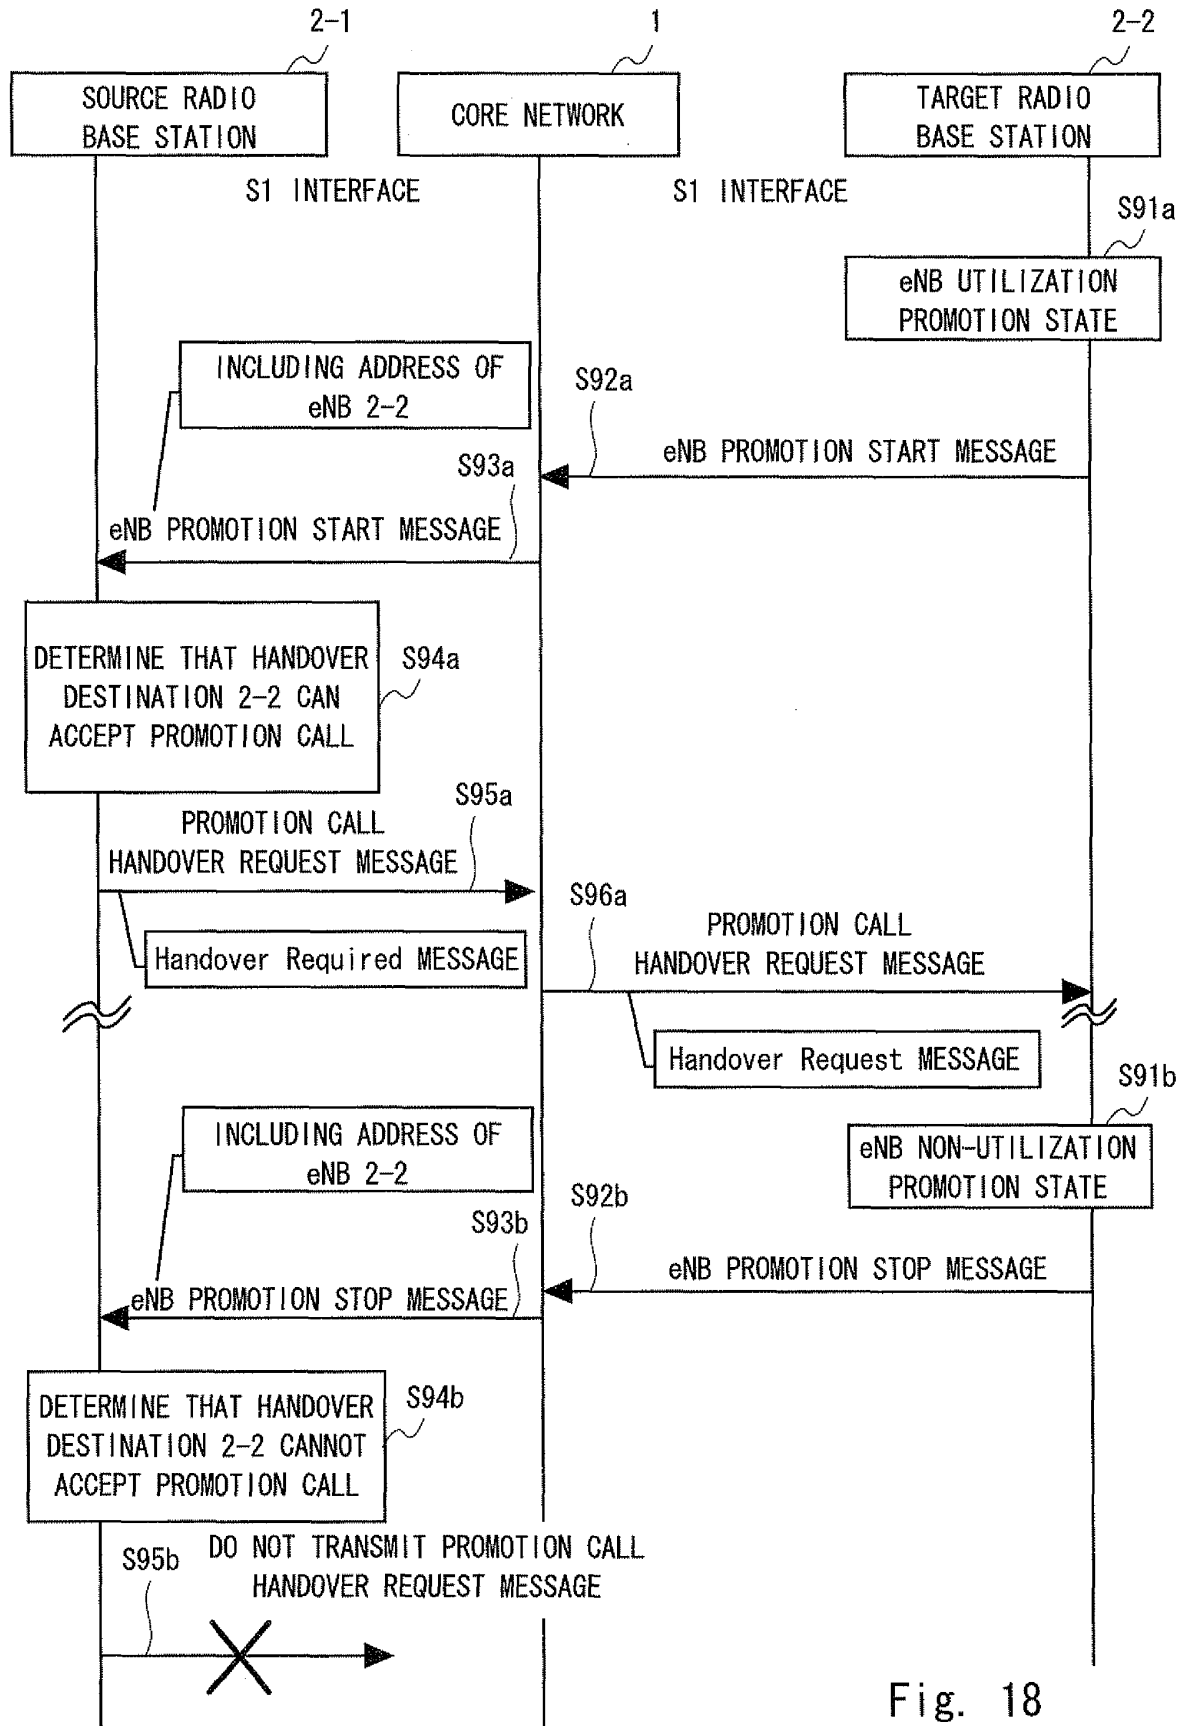 2-1
1
2-2
SOURCE RADIO
BASE STATION
CORE NETWORK
TARGET RADIO
BASE STATION
S1 INTERFACE
S1 INTERFACE
S91a
eNB UTILIZATION
PROMOTION STATE
INCLUDING ADDRESS OF
eNB 2-2
S92a
eNB PROMOTION START MESSAGE
S93a
eNB PROMOTION START MESSAGE
DETERMINE THAT HANDOVER
DESTINATION 2-2 CAN
ACCEPT PROMOTION CALL
S94a
S95a
PROMOTION CALL
HANDOVER REQUEST MESSAGE
Handover Required MESSAGE
S96a
PROMOTION CALL
HANDOVER REQUEST MESSAGE
Handover Request MESSAGE
S91b
eNB NON-UTILIZATION
PROMOTION STATE
INCLUDING ADDRESS OF
eNB 2-2
S92b
eNB PROMOTION STOP MESSAGE
S93b
eNB PROMOTION STOP MESSAGE
DETERMINE THAT HANDOVER
DESTINATION 2-2 CANNOT
ACCEPT PROMOTION CALL
S94b
S95b
DO NOT TRANSMIT PROMOTION CALL
HANDOVER REQUEST MESSAGE
Fig. 18